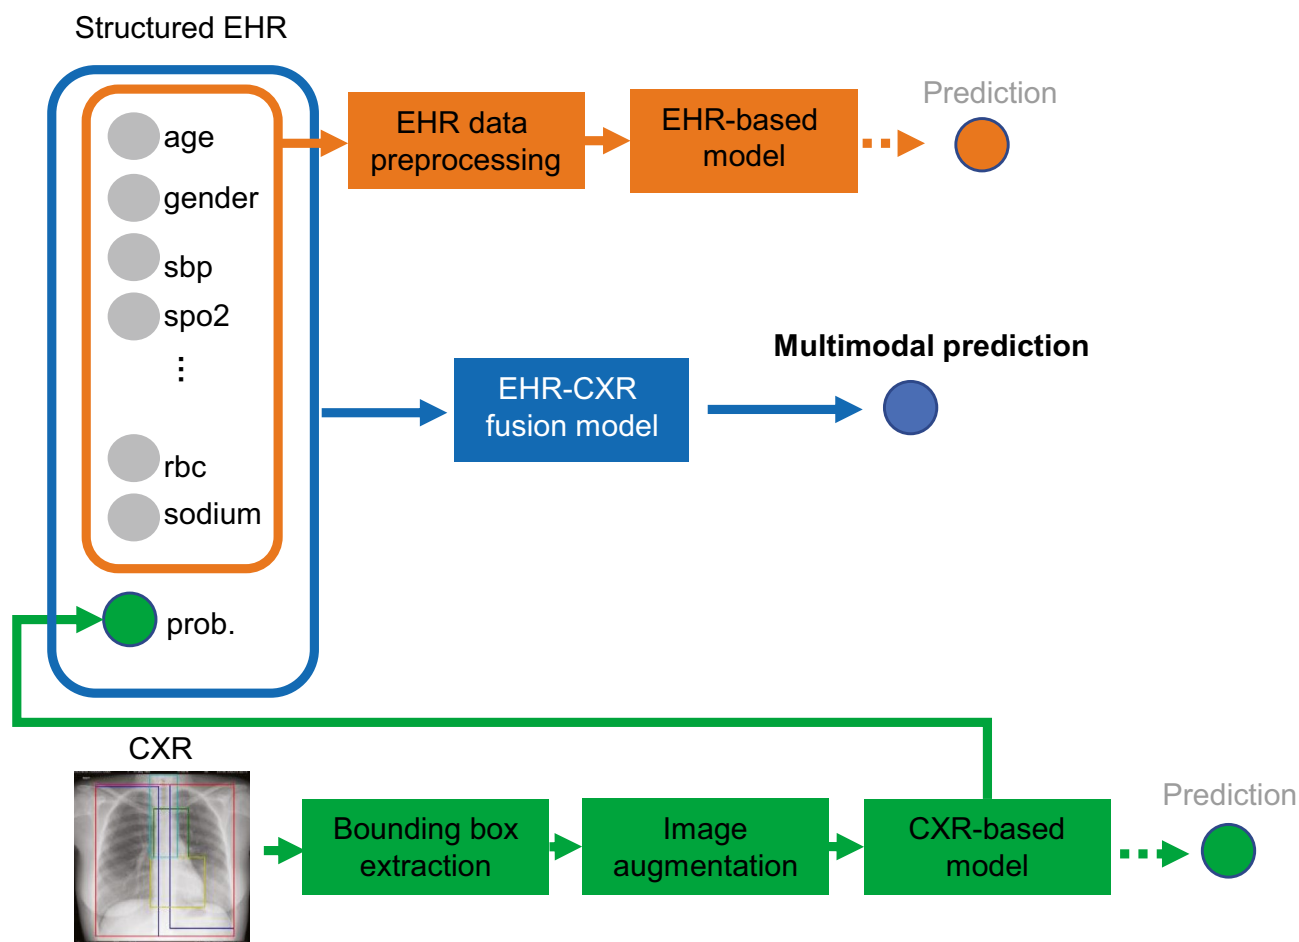 Structured EHR
age
gender
sbp
spo2
⋮
rbc
sodium
prob.
EHR data
preprocessing
EHR-based
model
Prediction
EHR-CXR
fusion model
Multimodal prediction
CXR
Bounding box
extraction
Image
augmentation
CXR-based
model
Prediction